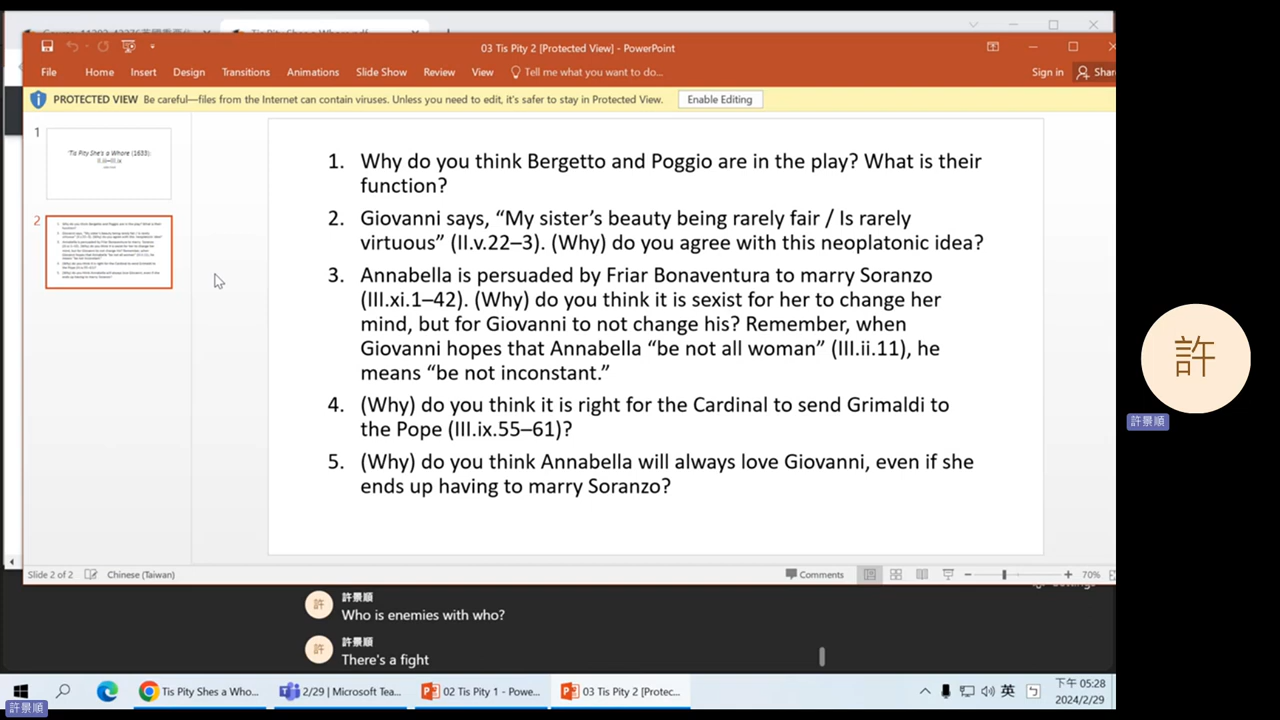 03 Tis Pity 2 [Protected View] - PowerPoint
File Home Insert Design Transitions Animations Slide Show Review View Tell me what you want to do... Sign in Shar
PROTECTED VIEW Be careful—files from the Internet can contain viruses. Unless you need to edit, it's safer to stay in Protected View. Enable Editing
1
'Tis Pity She's a Whore (1633)
2
1. Why do you think Bergetto and Poggio are in the play? What is their
function?
2. Giovanni says, “My sister’s beauty being rarely fair / Is rarely
virtuous” (II.v.22–3). (Why) do you agree with this neoplatonic idea?
3. Annabella is persuaded by Friar Bonaventura to marry Soranzo
(III.xi.1–42). (Why) do you think it is sexist for her to change her
mind, but for Giovanni to not change his? Remember, when
Giovanni hopes that Annabella “be not all woman” (III.ii.11), he
means “be not inconstant.”
4. (Why) do you think it is right for the Cardinal to send Grimaldi to
the Pope (III.ix.55–61)?
5. (Why) do you think Annabella will always love Giovanni, even if she
ends up having to marry Soranzo?
許
許景順
Slide 2 of 2 Chinese (Taiwan) Comments 70%
許 許景順
Who is enemies with who?
許 許景順
There's a fight
Tis Pity Shes a Who... 2/29 | Microsoft Tea... 02 Tis Pity 1 - Powe... 03 Tis Pity 2 [Protec... 英 下午 05:28
2024/2/29
許景順